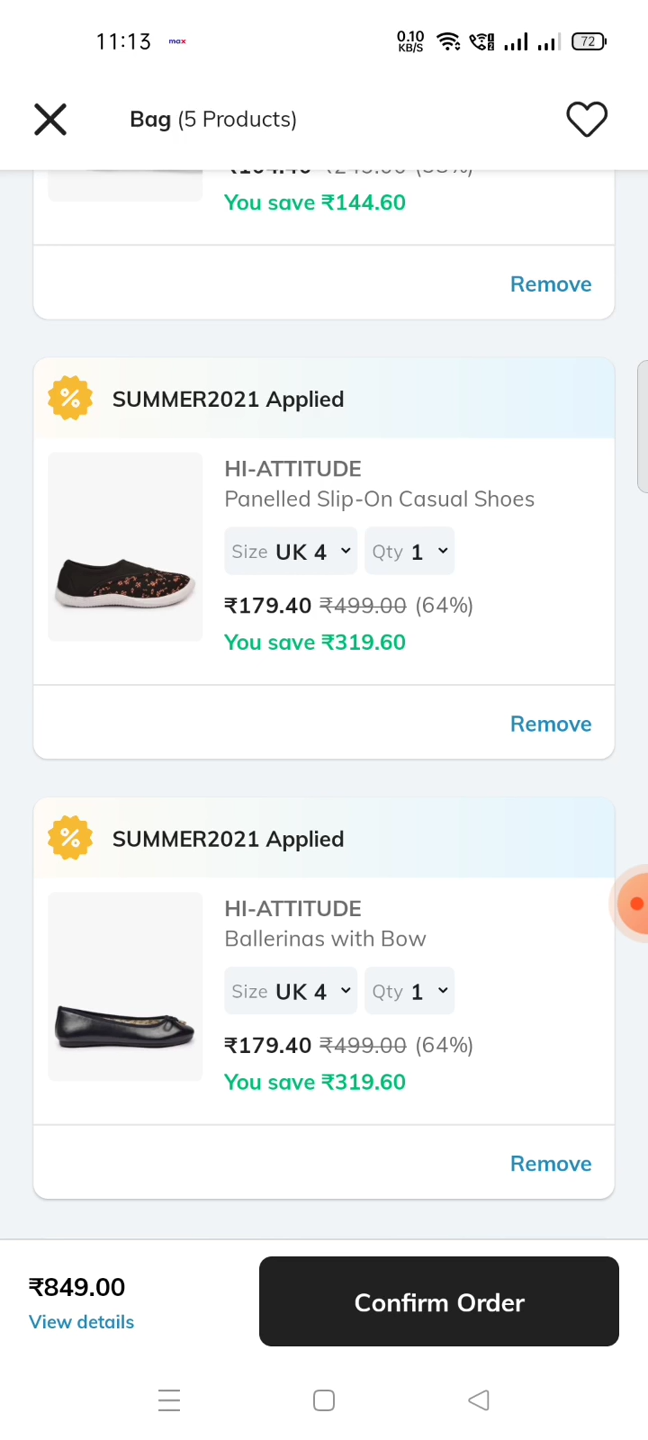 11:13 max 0.10 KB/S 72
Bag (5 Products)
You save ₹144.60
Remove
SUMMER2021 Applied
HI-ATTITUDE
Panelled Slip-On Casual Shoes
Size UK 4 Qty 1
₹179.40 ₹499.00 (64%)
You save ₹319.60
Remove
SUMMER2021 Applied
HI-ATTITUDE
Ballerinas with Bow
Size UK 4 Qty 1
₹179.40 ₹499.00 (64%)
You save ₹319.60
Remove
₹849.00
View details
Confirm Order